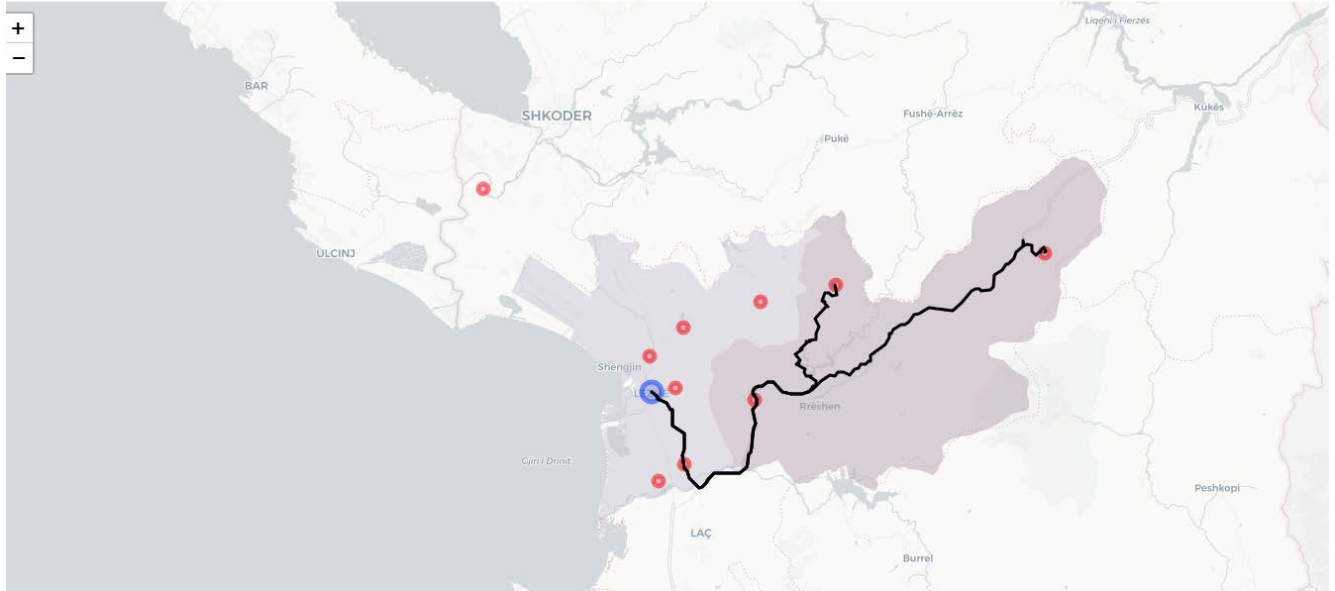 +
−
Liqeni i Fierzës
BAR
SHKODER
Kukës
Fushë-Arrëz
Pukë
ULCINJ
Shëngjin
Rrëshen
Gjiri i Drinit
Peshkopi
LAÇ
Burrel